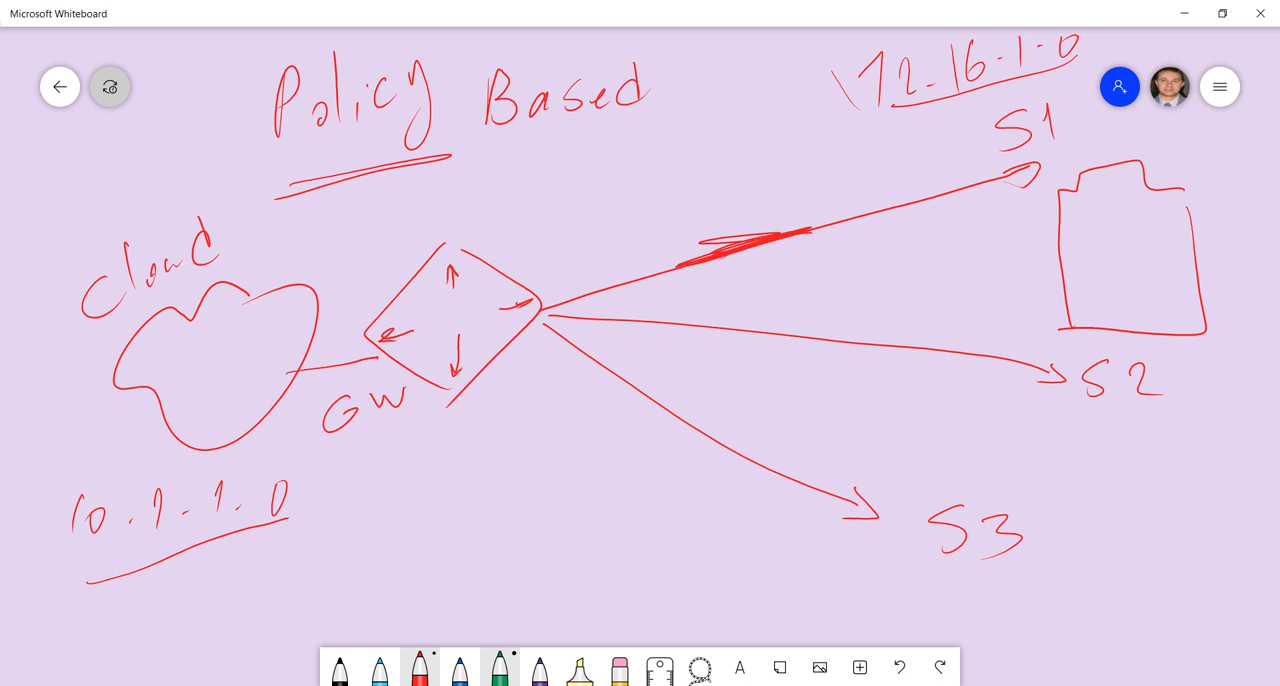 Microsoft Whiteboard
Policy Based
172.16.1.0
S1
Cloud
GW
S2
10.1.1.0
S3
A